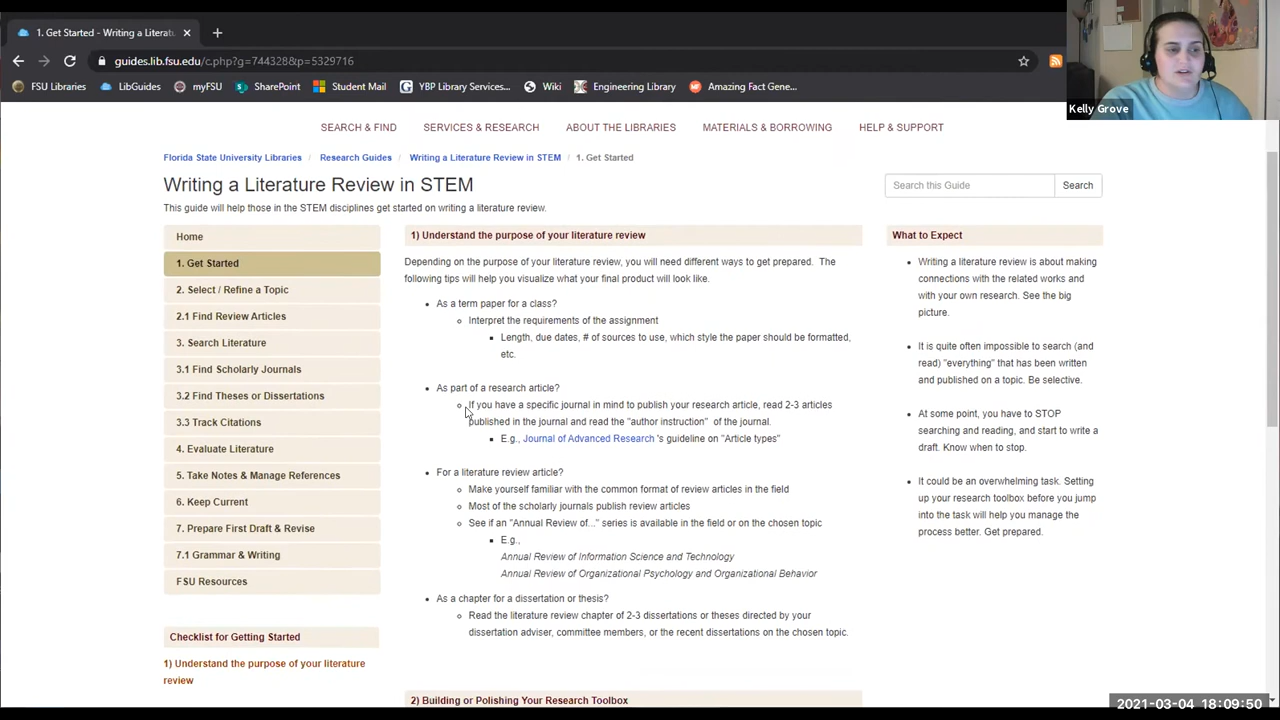 1. Get Started - Writing a Literatu
guides.lib.fsu.edu/c.php?g=744328&p=5329716
FSU Libraries
LibGuides
myFSU
SharePoint
Student Mail
YBP Library Services...
Wiki
Engineering Library
Amazing Fact Gene...
Kelly Grove
SEARCH & FIND
SERVICES & RESEARCH
ABOUT THE LIBRARIES
MATERIALS & BORROWING
HELP & SUPPORT
Florida State University Libraries / Research Guides / Writing a Literature Review in STEM / 1. Get Started
Writing a Literature Review in STEM
Search this Guide
Search
This guide will help those in the STEM disciplines get started on writing a literature review.
Home
1. Get Started
2. Select / Refine a Topic
2.1 Find Review Articles
3. Search Literature
3.1 Find Scholarly Journals
3.2 Find Theses or Dissertations
3.3 Track Citations
4. Evaluate Literature
5. Take Notes & Manage References
6. Keep Current
7. Prepare First Draft & Revise
7.1 Grammar & Writing
FSU Resources
Checklist for Getting Started
1) Understand the purpose of your literature
review
1) Understand the purpose of your literature review
Depending on the purpose of your literature review, you will need different ways to get prepared. The
following tips will help you visualize what your final product will look like.
As a term paper for a class?
Interpret the requirements of the assignment
Length, due dates, # of sources to use, which style the paper should be formatted,
etc.
As part of a research article?
If you have a specific journal in mind to publish your research article, read 2-3 articles
published in the journal and read the "author instruction" of the journal.
E.g., Journal of Advanced Research 's guideline on "Article types"
For a literature review article?
Make yourself familiar with the common format of review articles in the field
Most of the scholarly journals publish review articles
See if an "Annual Review of..." series is available in the field or on the chosen topic
E.g.,
Annual Review of Information Science and Technology
Annual Review of Organizational Psychology and Organizational Behavior
As a chapter for a dissertation or thesis?
Read the literature review chapter of 2-3 dissertations or theses directed by your
dissertation adviser, committee members, or the recent dissertations on the chosen topic.
2) Building or Polishing Your Research Toolbox
What to Expect
Writing a literature review is about making
connections with the related works and
with your own research. See the big
picture.
It is quite often impossible to search (and
read) "everything" that has been written
and published on a topic. Be selective.
At some point, you have to STOP
searching and reading, and start to write a
draft. Know when to stop.
It could be an overwhelming task. Setting
up your research toolbox before you jump
into the task will help you manage the
process better. Get prepared.
2021-03-04 18:09:50